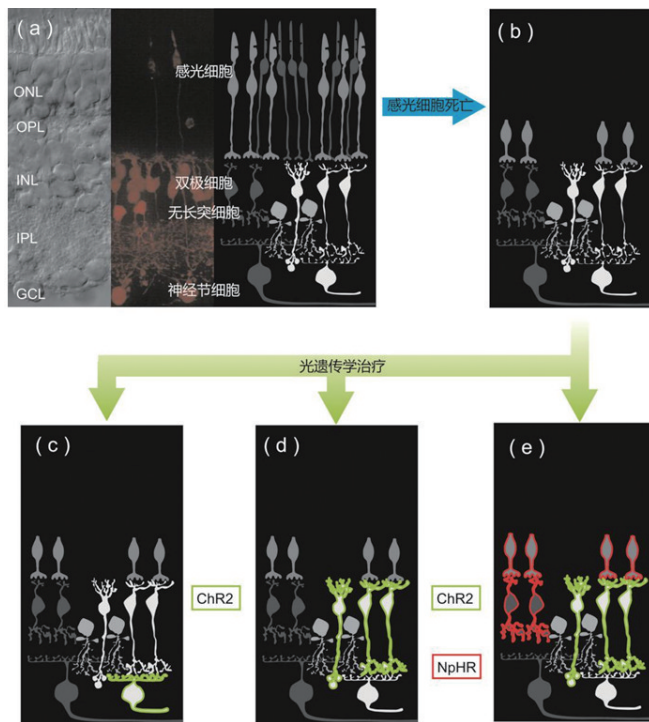 (a)
感光细胞
ONL
OPL
INL
双极细胞
无长突细胞
IPL
神经节细胞
GCL
感光细胞死亡
(b)
光遗传学治疗
(c)
ChR2
(d)
ChR2
NpHR
(e)